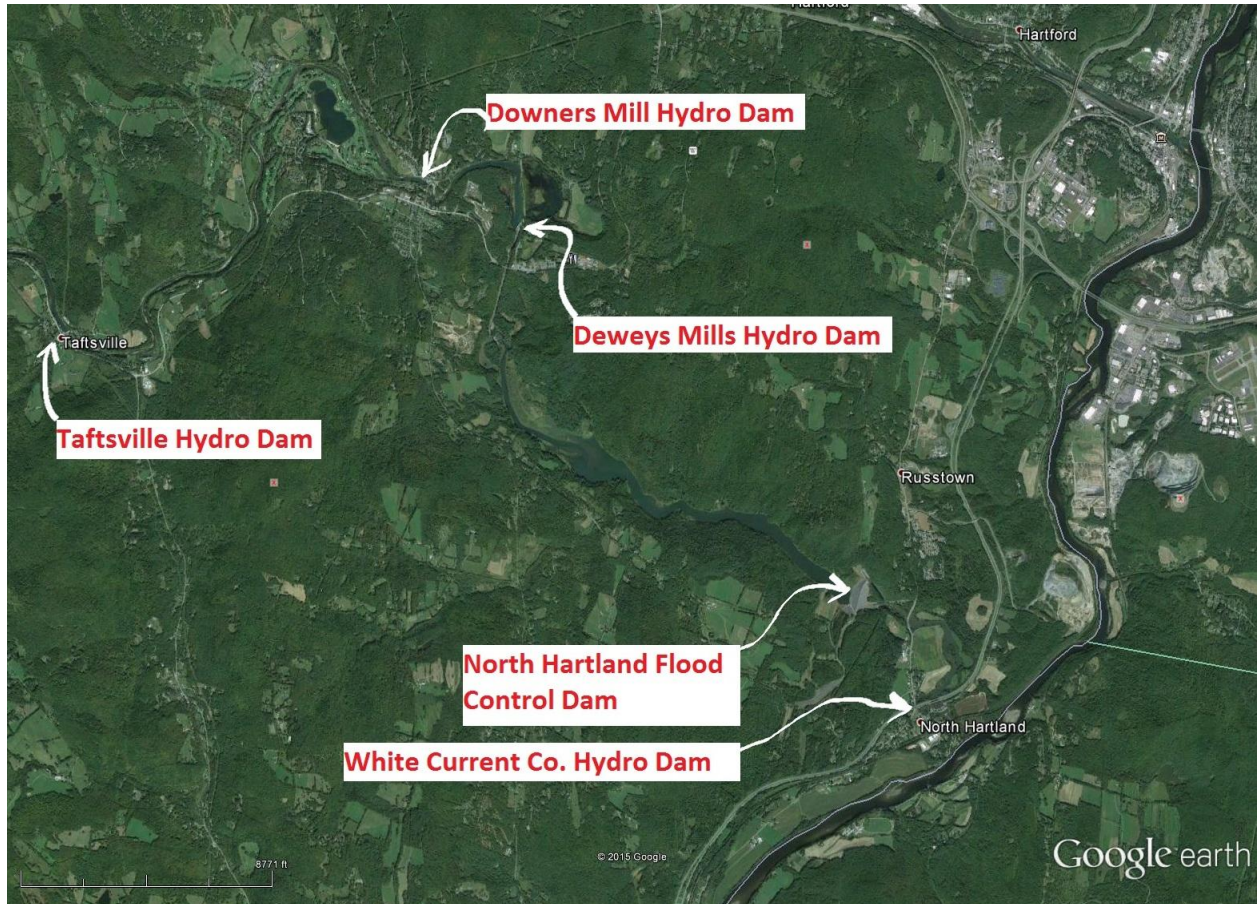 Hartford
Hartford
Downers Mill Hydro Dam
Deweys Mills Hydro Dam
Taftsville
Taftsville Hydro Dam
Russtown
North Hartland Flood
Control Dam
North Hartland
White Current Co. Hydro Dam
8771 ft
© 2015 Google
Google earth